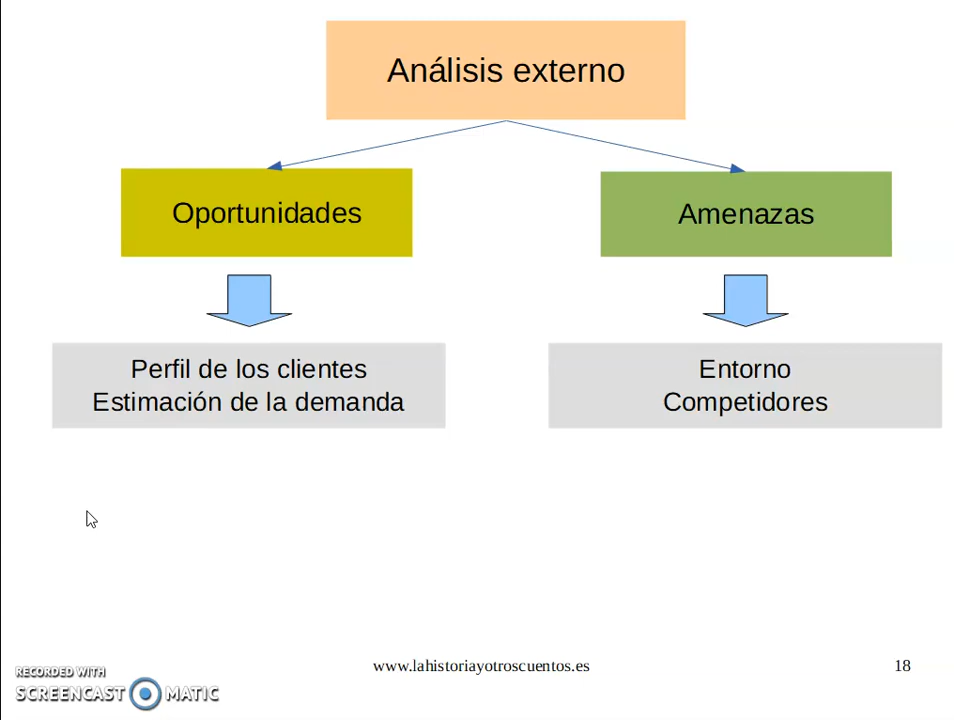 Análisis externo
Oportunidades
Amenazas
Perfil de los clientes
Estimación de la demanda
Entorno
Competidores
www.lahistoriayotroscuentos.es
18
RECORDED WITH
SCREENCAST MATIC